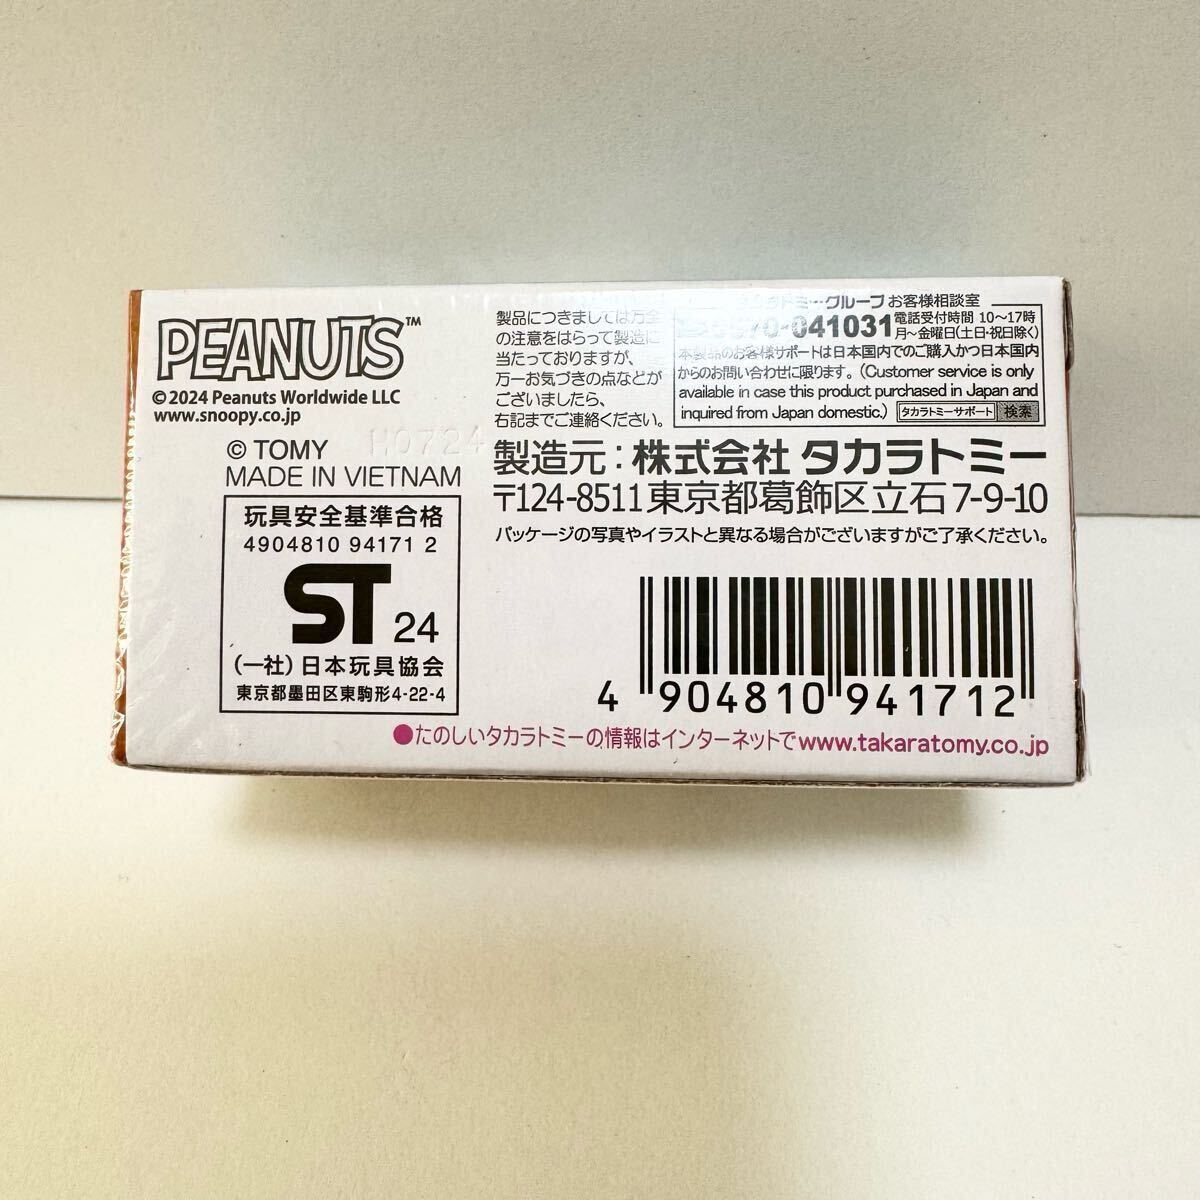 PEANUTS™
©2024 Peanuts Worldwide LLC
www.snoopy.co.jp
© TOMY
H0724
MADE IN VIETNAM
玩具安全基準合格
4904810 94171 2
ST 24
(一社)日本玩具協会
東京都墨田区東駒形4-22-4
製品につきましては万全
の注意をはらって製造に
当たっておりますが、
万一お気づきの点などが
ございましたら、
右記までご連絡ください。
トミーグループ お客様相談室
0570-041031 電話受付時間 10〜17時
月〜金曜日(土日・祝日除く)
本製品のお客様サポートは日本国内でのご購入かつ日本国内
からのお問い合わせに限ります。(Customer service is only
available in case this product purchased in Japan and
inquired from Japan domestic.) タカラトミーサポート 検索
製造元:株式会社 タカラトミー
〒124-8511 東京都葛飾区立石7-9-10
パッケージの写真やイラストと異なる場合がございますがご了承ください。
4 904810 941712
●たのしいタカラトミーの情報はインターネットで www.takaratomy.co.jp